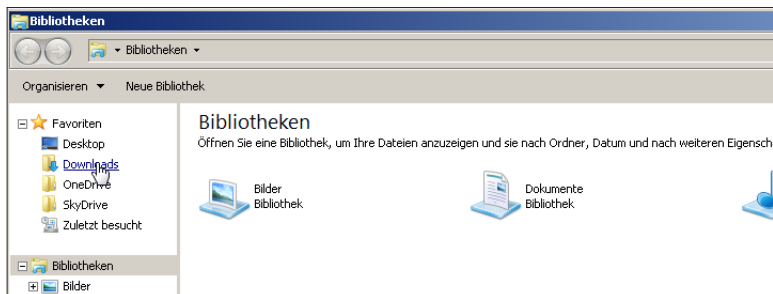 Bibliotheken
Bibliotheken
Organisieren Neue Bibliothek
Favoriten
Desktop
Downloads
OneDrive
SkyDrive
Zuletzt besucht
Bibliotheken
Bilder
Bibliotheken
Öffnen Sie eine Bibliothek, um Ihre Dateien anzuzeigen und sie nach Ordner, Datum und nach weiteren Eigensch
Bilder
Bibliothek
Dokumente
Bibliothek